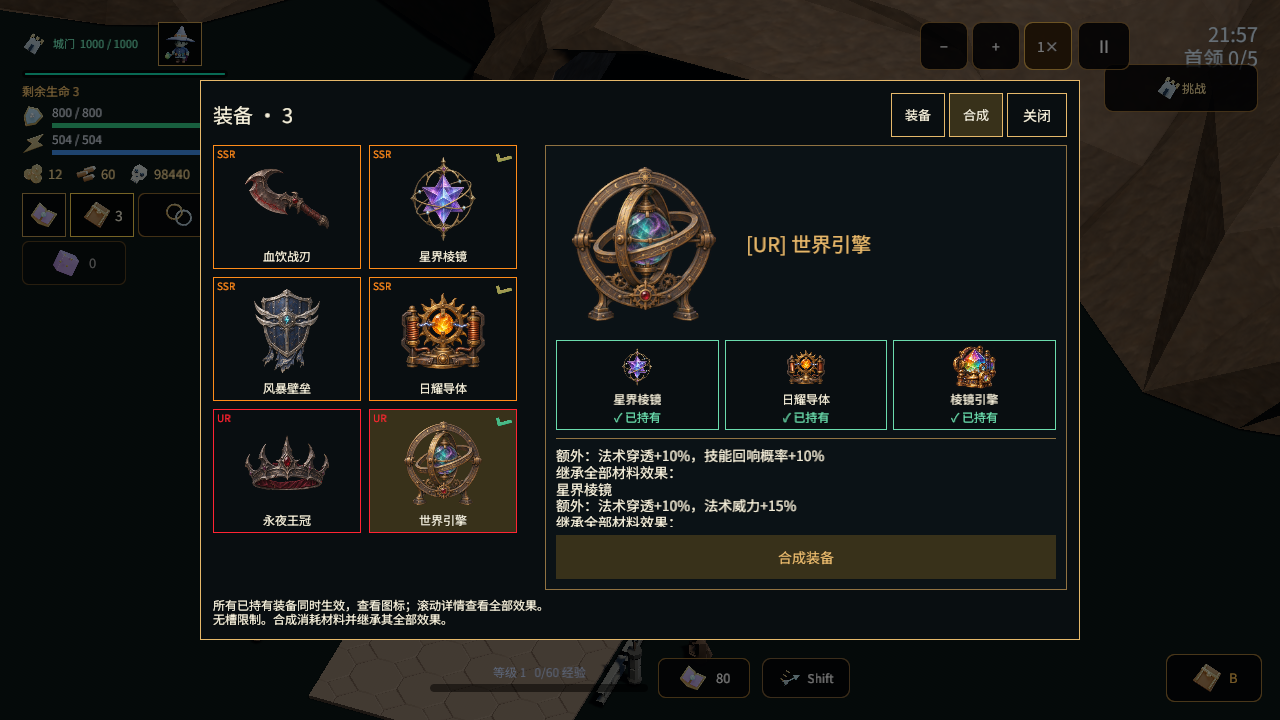 城门 1000 / 1000
剩余生命 3
800 / 800
504 / 504
12 60 98440
3
0
－ ＋ 1× II
21:57
首领 0/5
挑战
装备 · 3
装备 合成 关闭
SSR
血饮战刃
SSR
星界棱镜
SSR
风暴壁垒
SSR
日耀导体
UR
永夜王冠
UR
世界引擎
[UR] 世界引擎
星界棱镜
✓已持有
日耀导体
✓已持有
棱镜引擎
✓已持有
额外：法术穿透+10%，技能回响概率+10%
继承全部材料效果：
星界棱镜
额外：法术穿透+10%，法术威力+15%
继承全部材料效果：
合成装备
所有已持有装备同时生效，查看图标；滚动详情查看全部效果。
无槽限制。合成消耗材料并继承其全部效果。
等级 1 0/60 经验
80
Shift
B